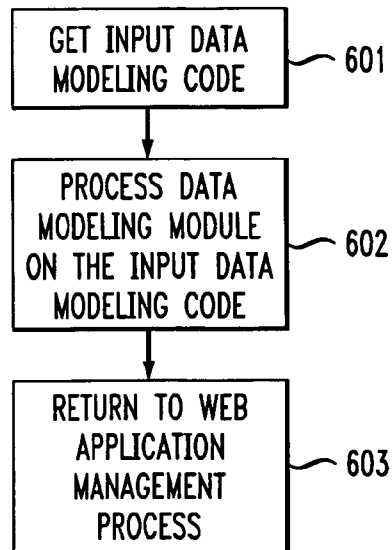 GET INPUT DATA
MODELING CODE
601
PROCESS DATA
MODELING MODULE
ON THE INPUT DATA
MODELING CODE
602
RETURN TO WEB
APPLICATION
MANAGEMENT
PROCESS
603